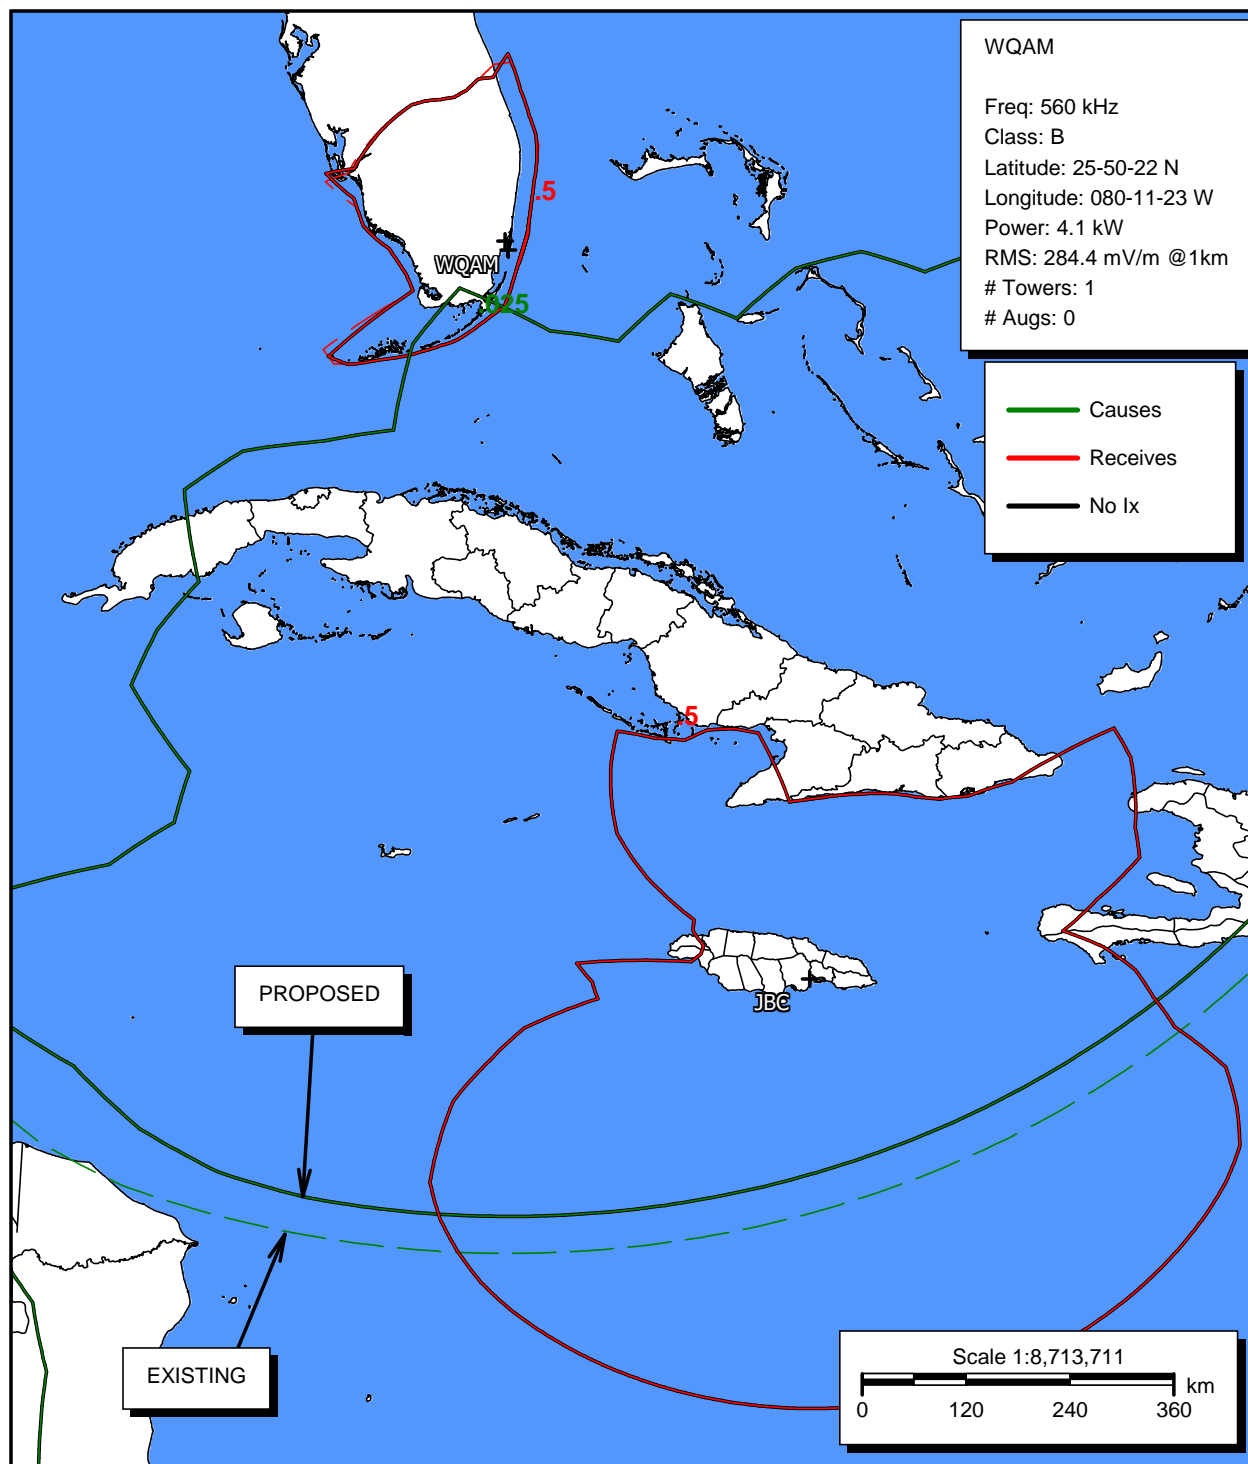 WQAM
Freq: 560 kHz
Class: B
Latitude: 25-50-22 N
Longitude: 080-11-23 W
Power: 4.1 kW
RMS: 284.4 mV/m @1km
# Towers: 1
# Augs: 0
Causes
Receives
No Ix
.5
WQAM
.025
.5
JBC
PROPOSED
EXISTING
Scale 1:8,713,711
km
0 120 240 360